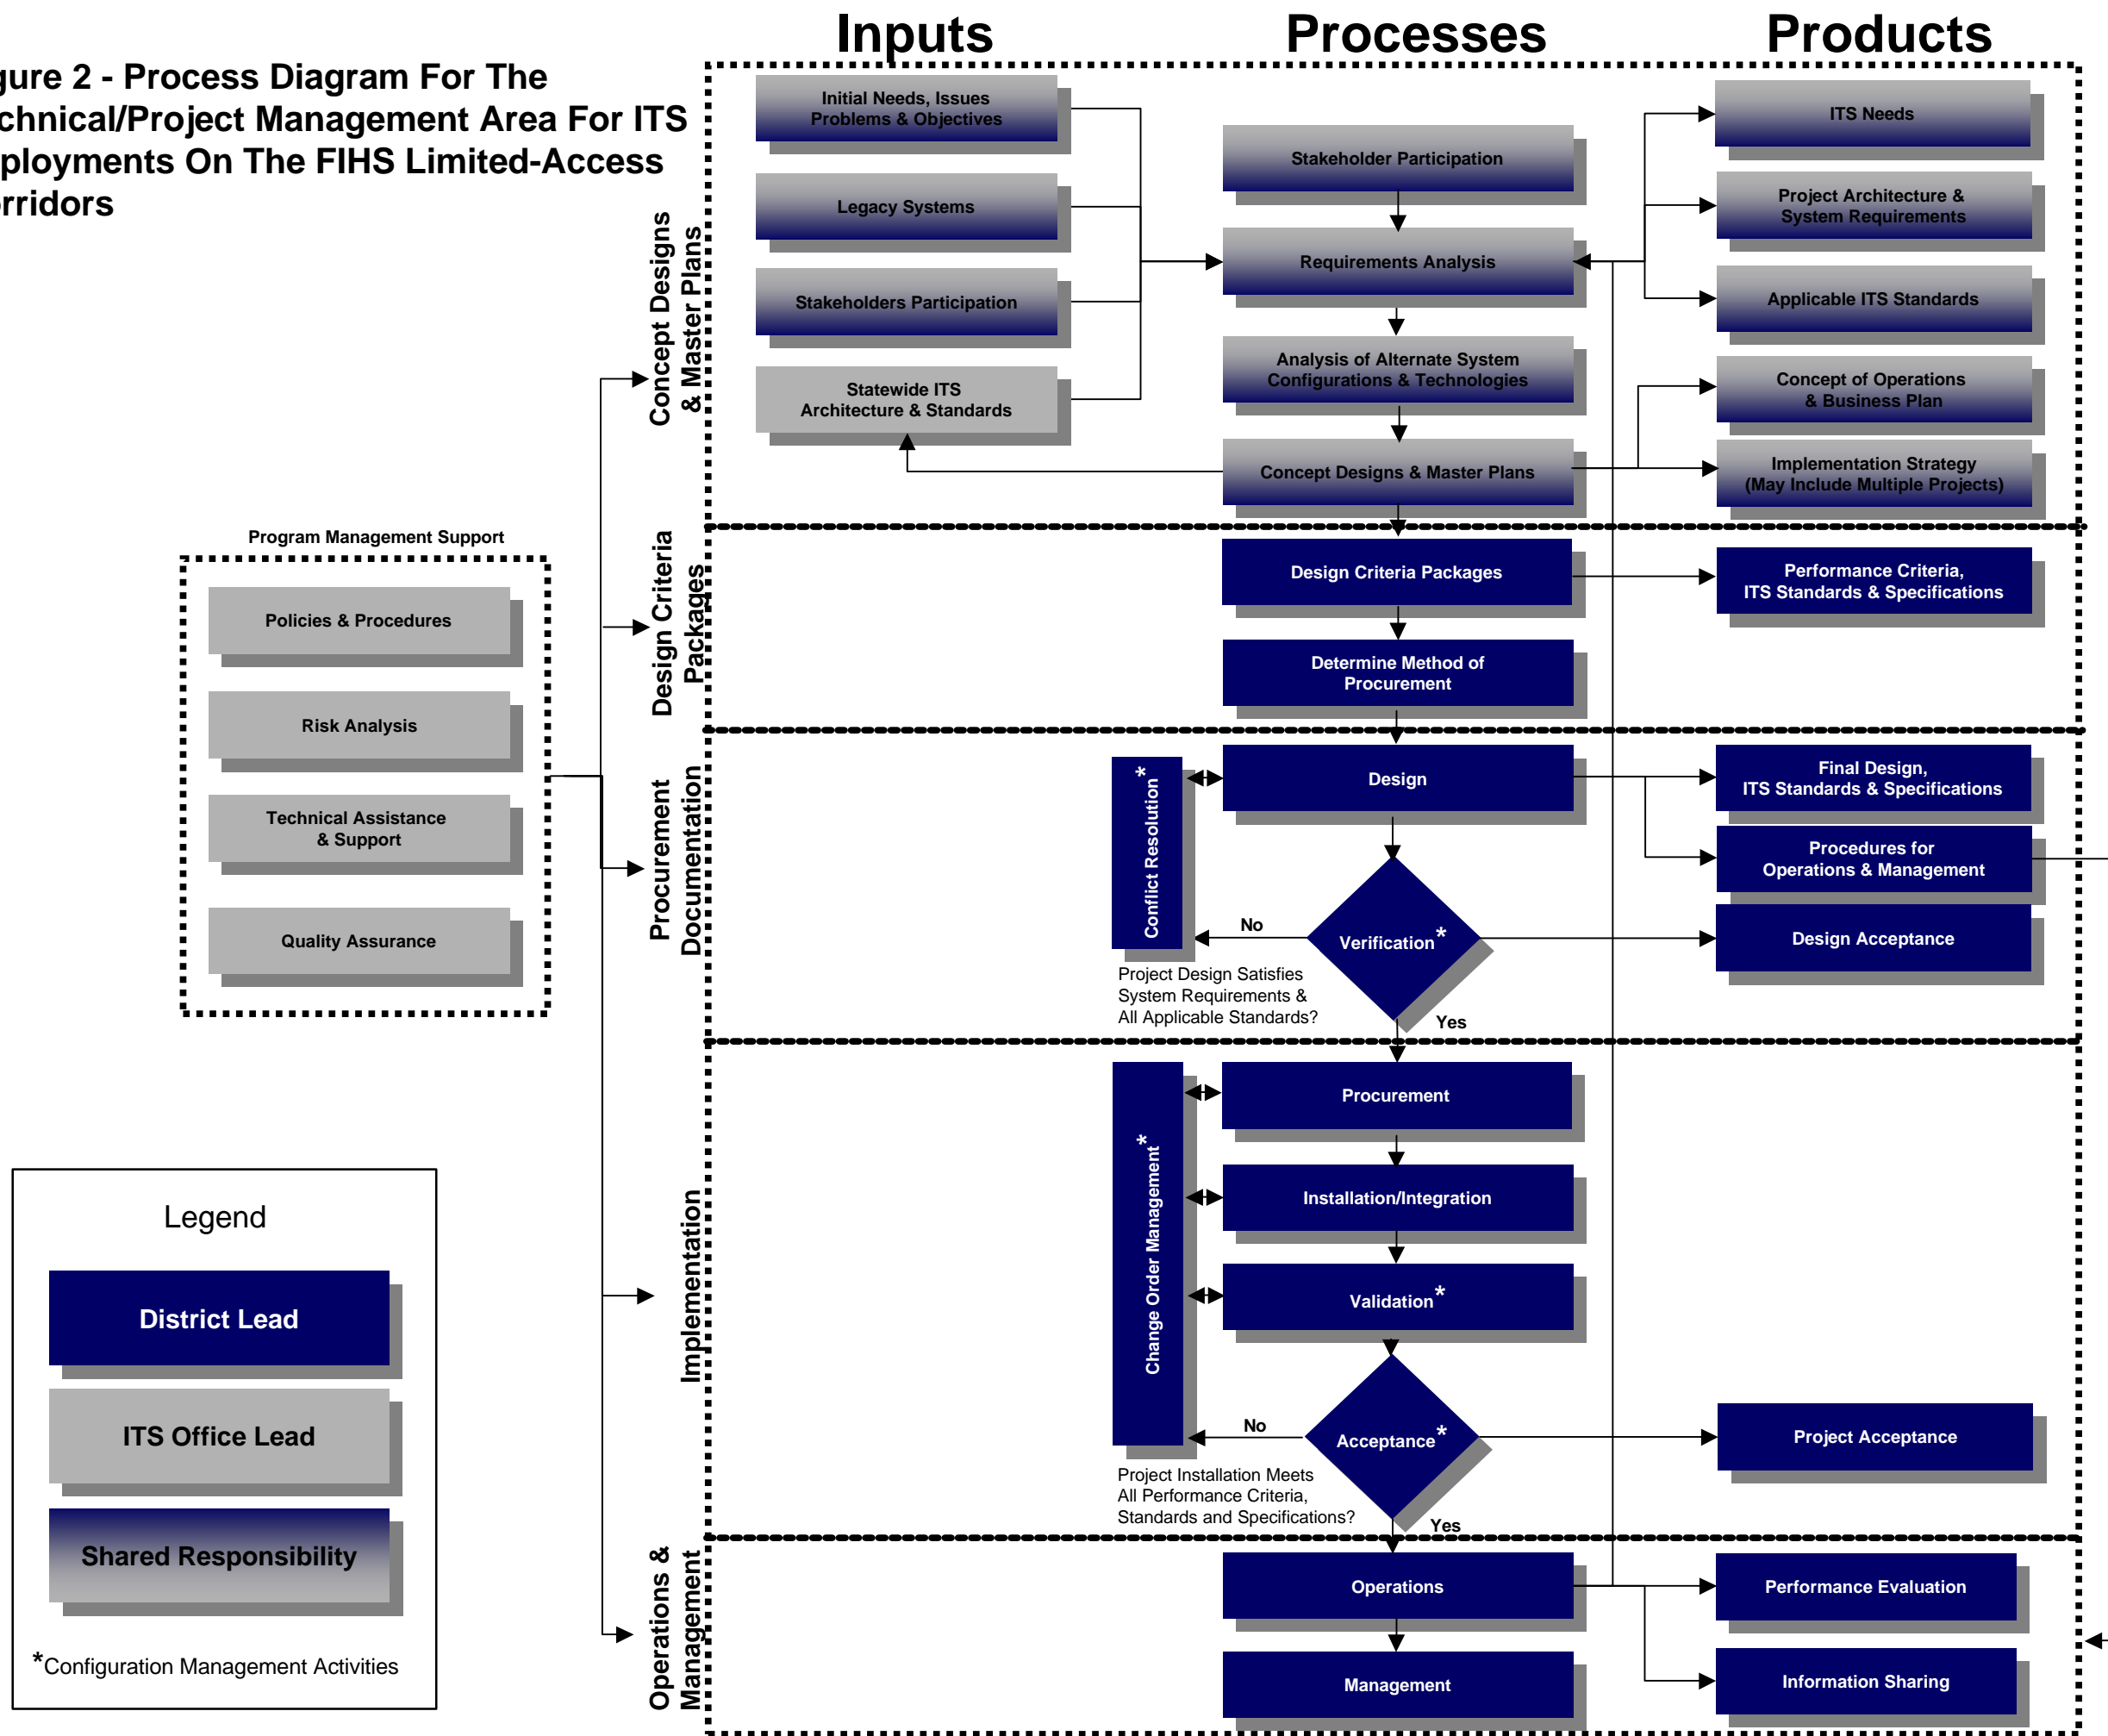 Inputs
Processes
Products
gure 2 - Process Diagram For The
chnical/Project Management Area For ITS
ployments On The FIHS Limited-Access
orridors
Concept Designs
& Master Plans
Initial Needs, Issues
Problems & Objectives
Legacy Systems
Stakeholders Participation
Statewide ITS
Architecture & Standards
Stakeholder Participation
Requirements Analysis
Analysis of Alternate System
Configurations & Technologies
Concept Designs & Master Plans
ITS Needs
Project Architecture &
System Requirements
Applicable ITS Standards
Concept of Operations
& Business Plan
Implementation Strategy
(May Include Multiple Projects)
Program Management Support
Policies & Procedures
Risk Analysis
Technical Assistance
& Support
Quality Assurance
Design Criteria
Packages
Design Criteria Packages
Determine Method of
Procurement
Performance Criteria,
ITS Standards & Specifications
Procurement
Documentation
Conflict Resolution*
Design
Verification*
No
Yes
Project Design Satisfies
System Requirements &
All Applicable Standards?
Final Design,
ITS Standards & Specifications
Procedures for
Operations & Management
Design Acceptance
Implementation
Change Order Management*
Procurement
Installation/Integration
Validation*
Acceptance*
No
Yes
Project Installation Meets
All Performance Criteria,
Standards and Specifications?
Project Acceptance
Operations &
Management
Operations
Management
Performance Evaluation
Information Sharing
Legend
District Lead
ITS Office Lead
Shared Responsibility
*Configuration Management Activities